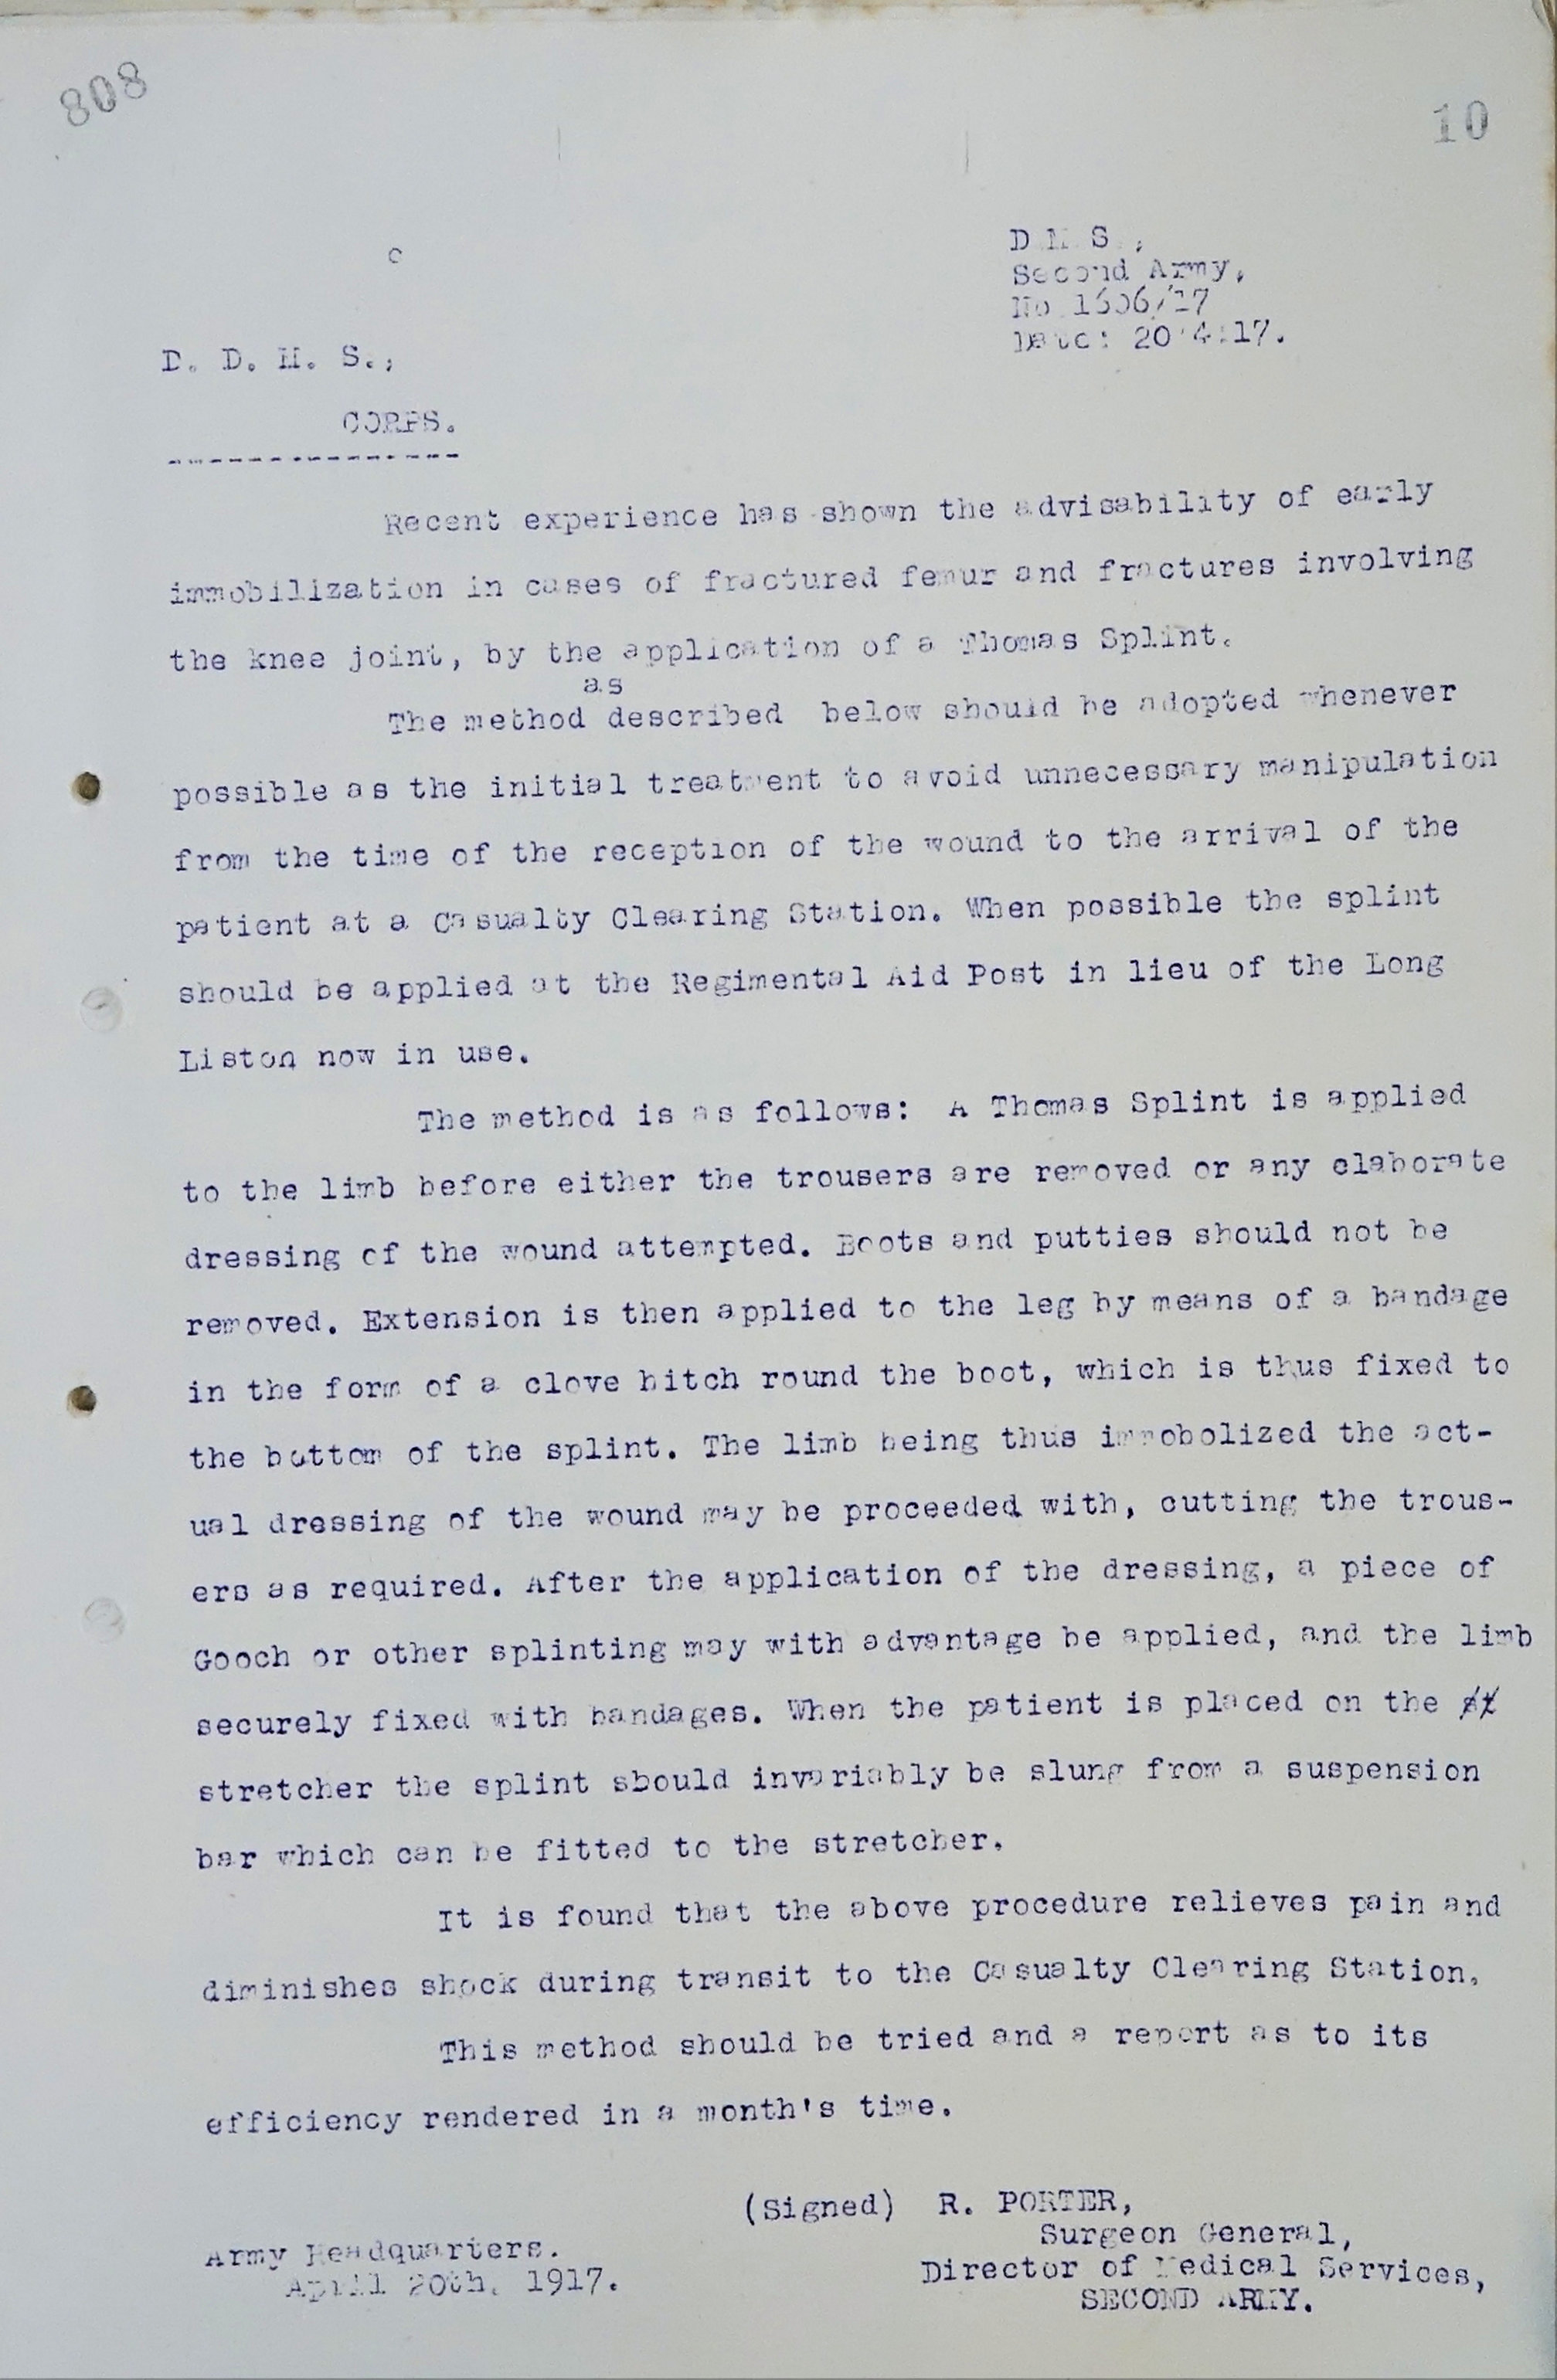 808
10
c
D M S ,
Second Army,
No 1606/17
Date: 20:4:17.
D. D. M. S.,
CORPS.
----------------
Recent experience has shown the advisability of early
immobilization in cases of fractured femur and fractures involving
the knee joint, by the application of a Thomas Splint.
as
The method described below should be adopted whenever
possible as the initial treatment to avoid unnecessary manipulation
from the time of the reception of the wound to the arrival of the
patient at a Casualty Clearing Station. When possible the splint
should be applied at the Regimental Aid Post in lieu of the Long
Liston now in use.
The method is as follows: A Thomas Splint is applied
to the limb before either the trousers are removed or any elaborate
dressing of the wound attempted. Boots and putties should not be
removed. Extension is then applied to the leg by means of a bandage
in the form of a clove hitch round the boot, which is thus fixed to
the bottom of the splint. The limb being thus immobolized the act-
ual dressing of the wound may be proceeded with, cutting the trous-
ers as required. After the application of the dressing, a piece of
Gooch or other splinting may with advantage be applied, and the limb
securely fixed with bandages. When the patient is placed on the st
stretcher the splint should invariably be slung from a suspension
bar which can be fitted to the stretcher.
It is found that the above procedure relieves pain and
diminishes shock during transit to the Casualty Clearing Station.
This method should be tried and a report as to its
efficiency rendered in a month's time.
(Signed) R. PORTER,
Surgeon General,
Director of Medical Services,
SECOND ARMY.
Army Headquarters.
April 20th. 1917.